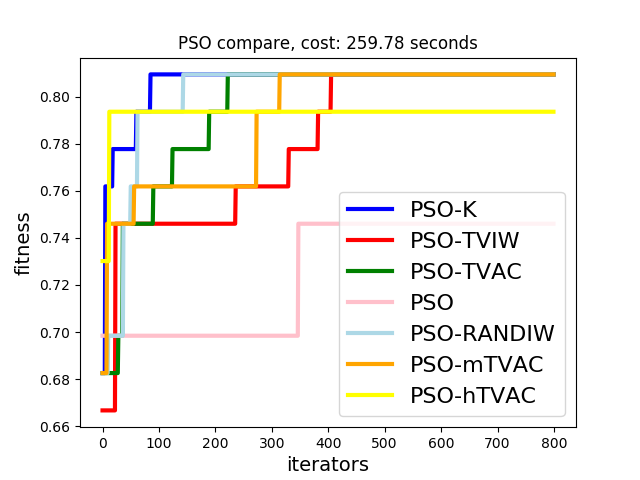 PSO compare, cost: 259.78 seconds
fitness
0.80
0.78
0.76
0.74
0.72
0.70
0.68
0.66
PSO-K
PSO-TVIW
PSO-TVAC
PSO
PSO-RANDIW
PSO-mTVAC
PSO-hTVAC
0 100 200 300 400 500 600 700 800
iterators